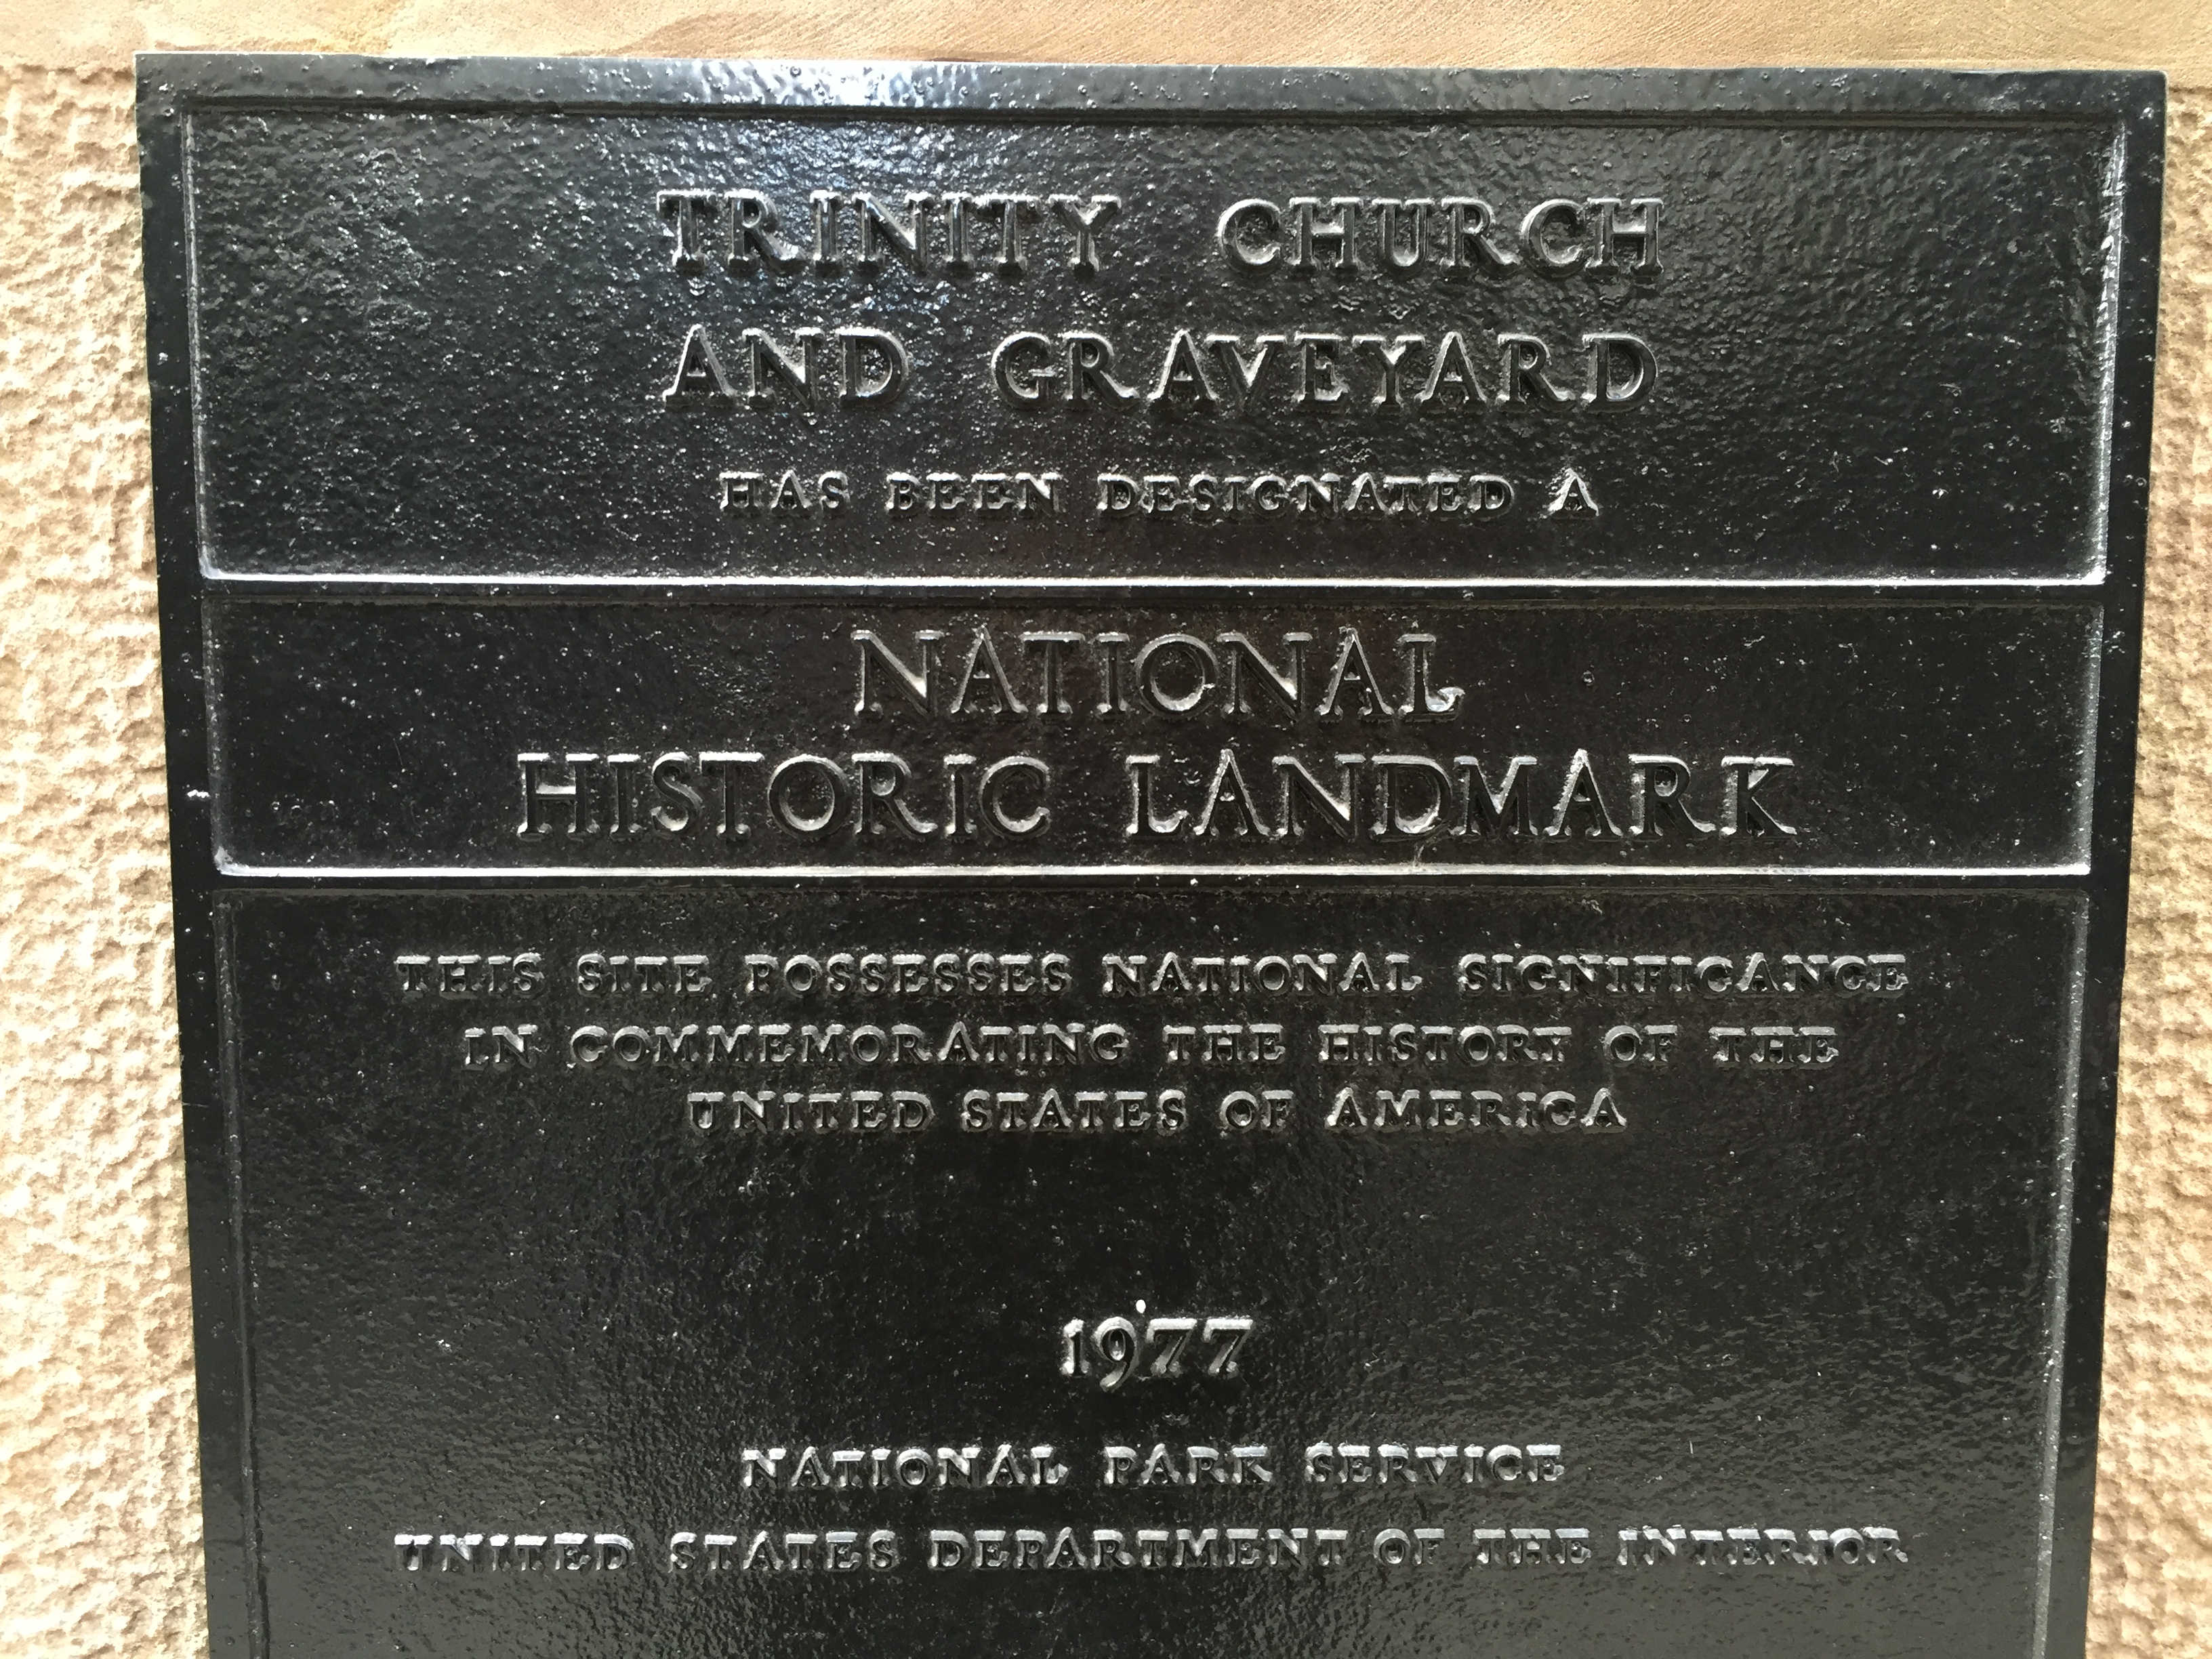 TRINITY CHURCH
AND GRAVEYARD
HAS BEEN DESIGNATED A
NATIONAL
HISTORIC LANDMARK
THIS SITE POSSESSES NATIONAL SIGNIFICANCE
IN COMMEMORATING THE HISTORY OF THE
UNITED STATES OF AMERICA
1977
NATIONAL PARK SERVICE
UNITED STATES DEPARTMENT OF THE INTERIOR